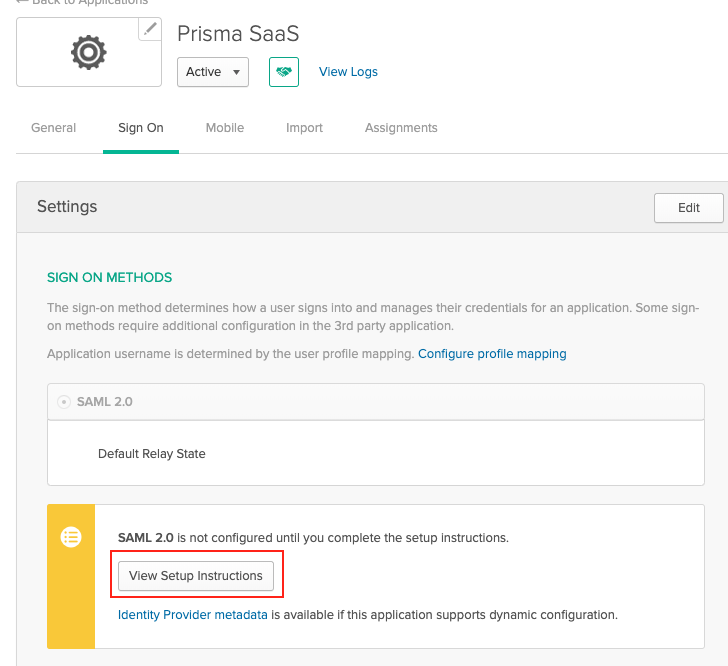 ← Back to Applications
Prisma SaaS
Active
View Logs
General
Sign On
Mobile
Import
Assignments
Settings
Edit
SIGN ON METHODS
The sign-on method determines how a user signs into and manages their credentials for an application. Some sign-
on methods require additional configuration in the 3rd party application.
Application username is determined by the user profile mapping. Configure profile mapping
SAML 2.0
Default Relay State
SAML 2.0 is not configured until you complete the setup instructions.
View Setup Instructions
Identity Provider metadata is available if this application supports dynamic configuration.